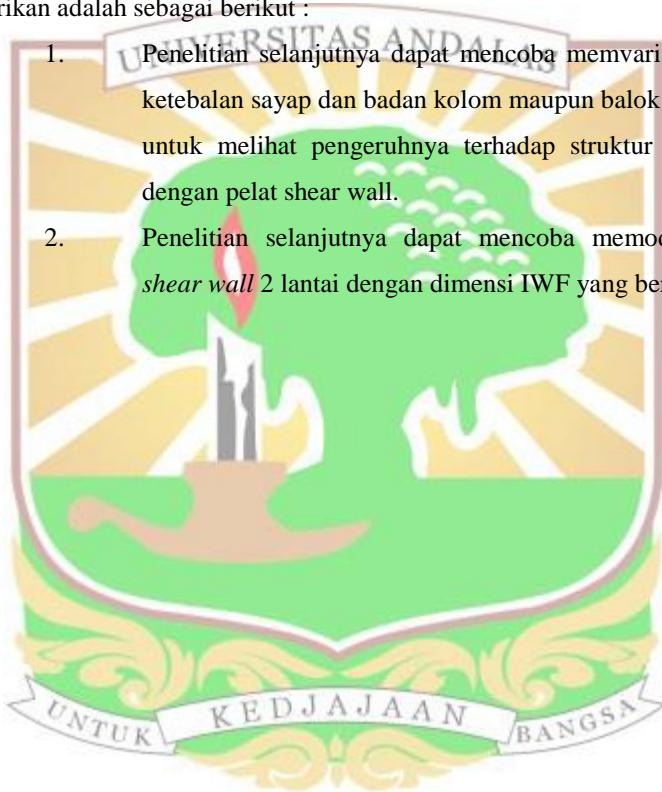 rikan adalah sebagai berikut :
UNIVERSITAS ANDALAS
1. Penelitian selanjutnya dapat mencoba memvaria
ketebalan sayap dan badan kolom maupun balok
untuk melihat pengeruhnya terhadap struktur
dengan pelat shear wall.
2. Penelitian selanjutnya dapat mencoba memod
shear wall 2 lantai dengan dimensi IWF yang ber
UNTUK KEDJAJAAN BANGSA